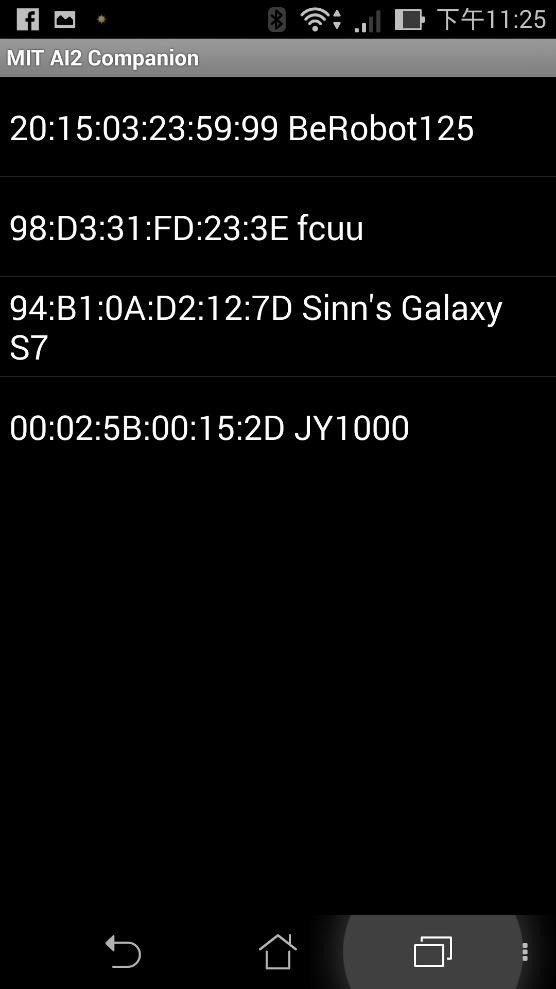 下午11:25
MIT AI2 Companion
20:15:03:23:59:99 BeRobot125
98:D3:31:FD:23:3E fcuu
94:B1:0A:D2:12:7D Sinn's Galaxy
S7
00:02:5B:00:15:2D JY1000